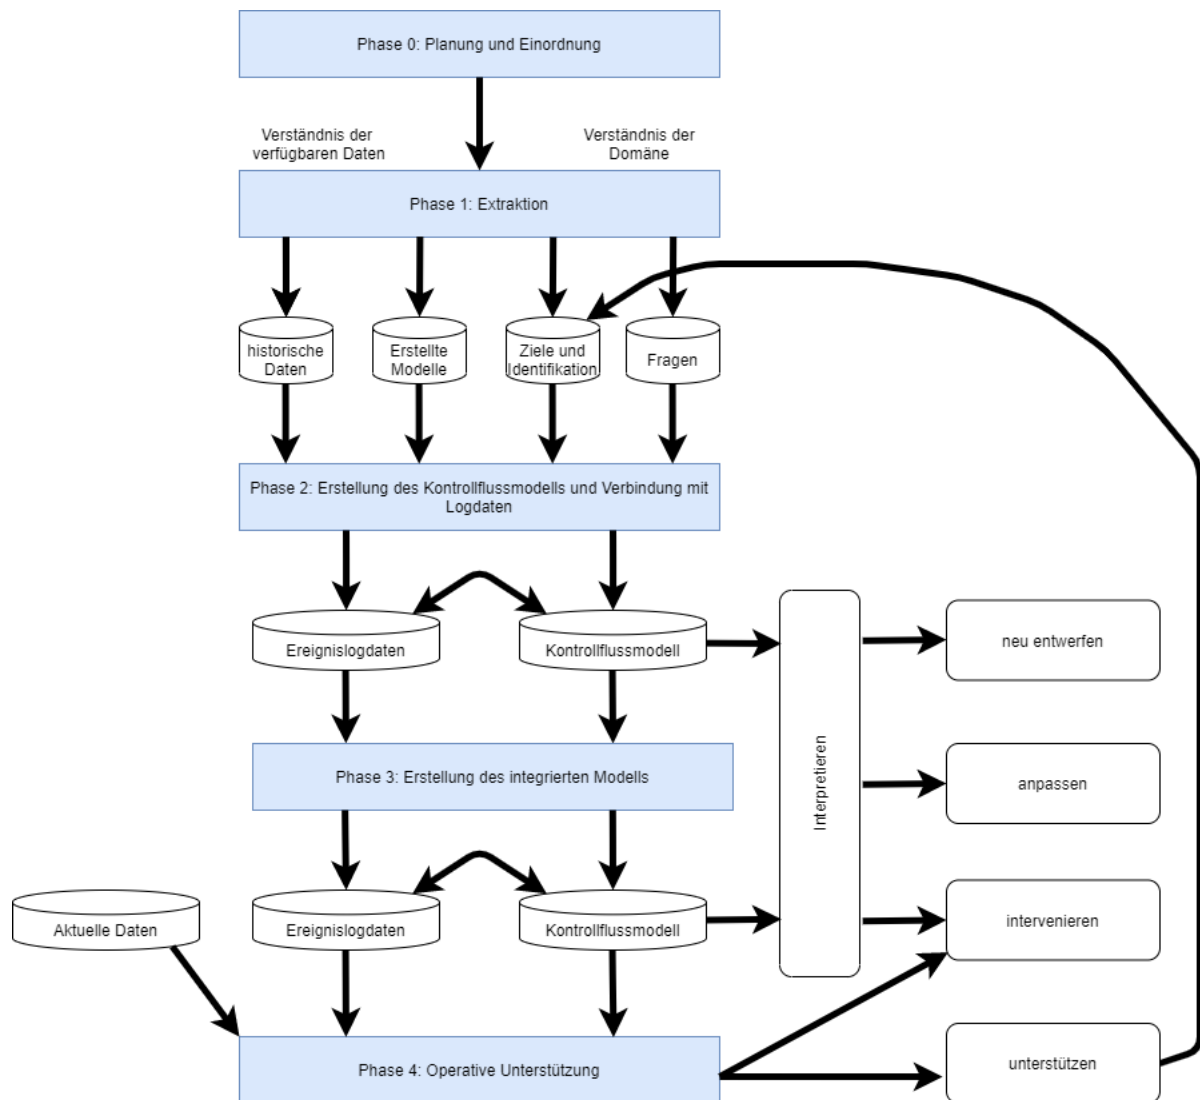 Phase 0: Planung und Einordnung
Verständnis der
verfügbaren Daten
Verständnis der
Domäne
Phase 1: Extraktion
historische
Daten
Erstellte
Modelle
Ziele und
Identifikation
Fragen
Phase 2: Erstellung des Kontrollflussmodells und Verbindung mit
Logdaten
Ereignislogdaten
Kontrollflussmodell
Interpretieren
neu entwerfen
Phase 3: Erstellung des integrierten Modells
anpassen
Aktuelle Daten
Ereignislogdaten
Kontrollflussmodell
intervenieren
Phase 4: Operative Unterstützung
unterstützen